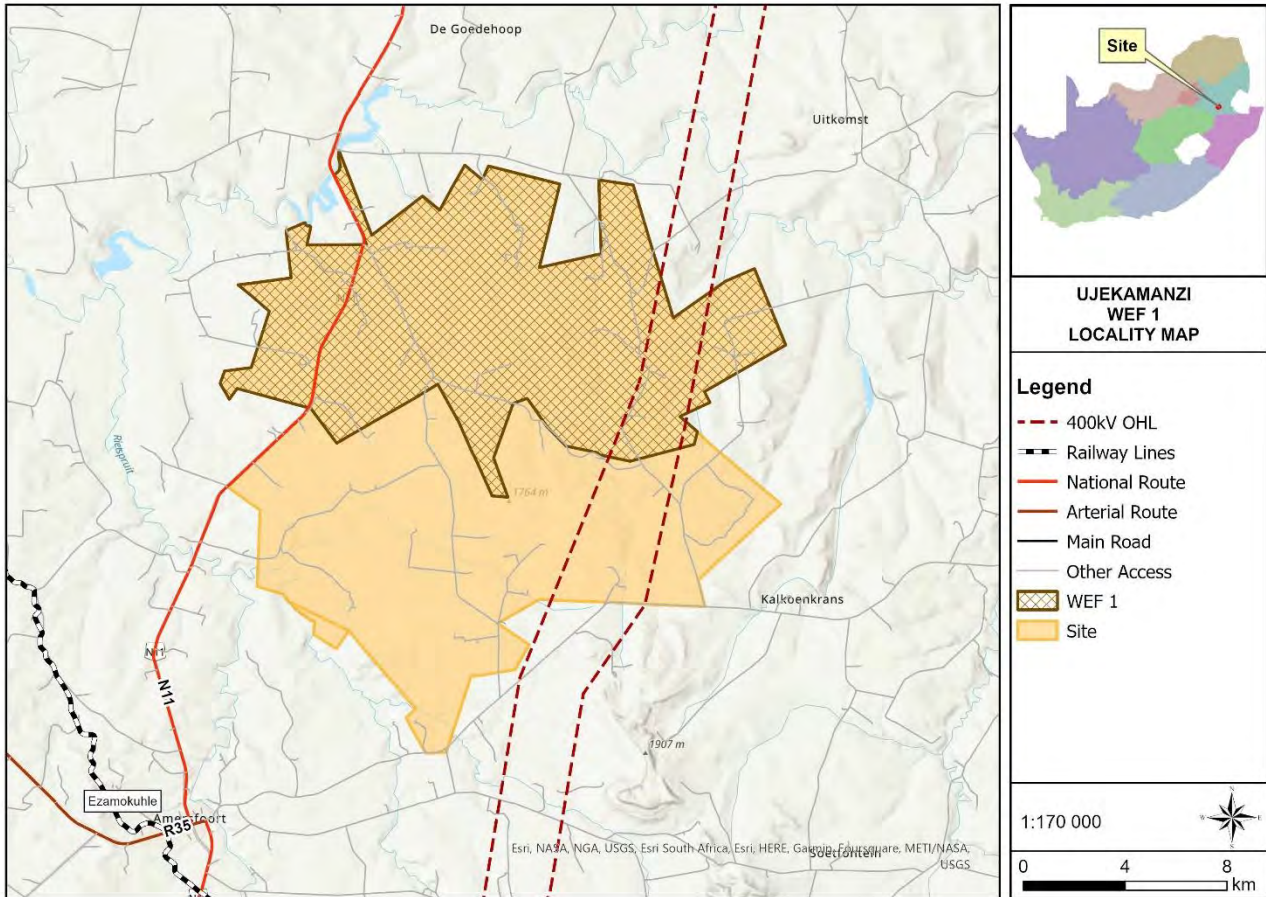 De Goedehoop
Uitkomst
Rietspruit
1764 m
Kalkoenkrans
N11
N11
1907 m
Ezamokuhle
Amersfoort
R35
Soetfontein
Esri, NASA, NGA, USGS, Esri South Africa, Esri, HERE, Garmin, Foursquare, METI/NASA,
USGS
Site
UJEKAMANZI
WEF 1
LOCALITY MAP
Legend
400kV OHL
Railway Lines
National Route
Arterial Route
Main Road
Other Access
WEF 1
Site
1:170 000
N
W
E
S
0 4 8
km